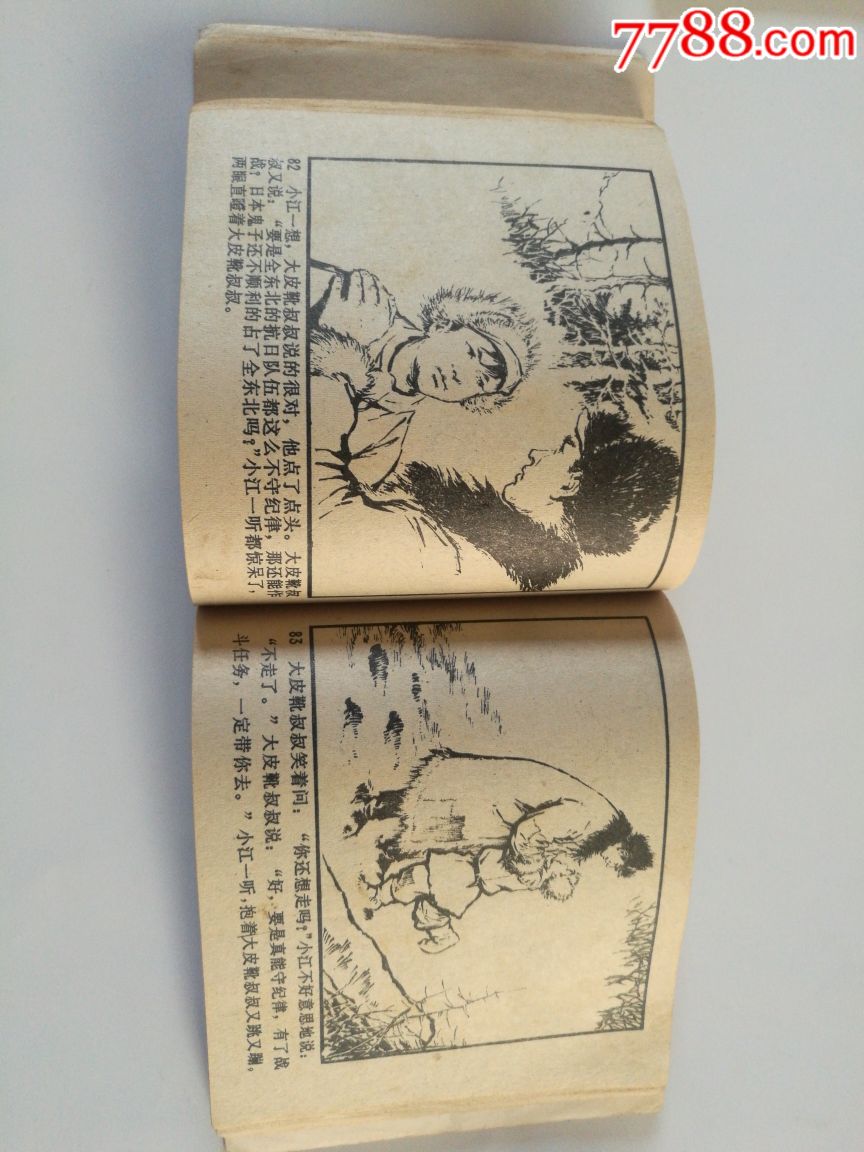 7788.com
82 小江一想，大皮靴叔叔说的很对，他点了点头。大皮靴叔
叔又说：“要是全东北的抗日队伍都这么不守纪律，那还能作
战？日本鬼子还不顺利的占了全东北吗？”小江一听都惊呆了，
两眼直瞪着大皮靴叔叔。
83 大皮靴叔叔笑着问：“你还想走吗？”小江不好意思地说：
“不走了。”大皮靴叔叔说：“好，要是真能守纪律，有了战
斗任务，一定带你去。”小江一听，抱着大皮靴叔叔又跳又蹦。